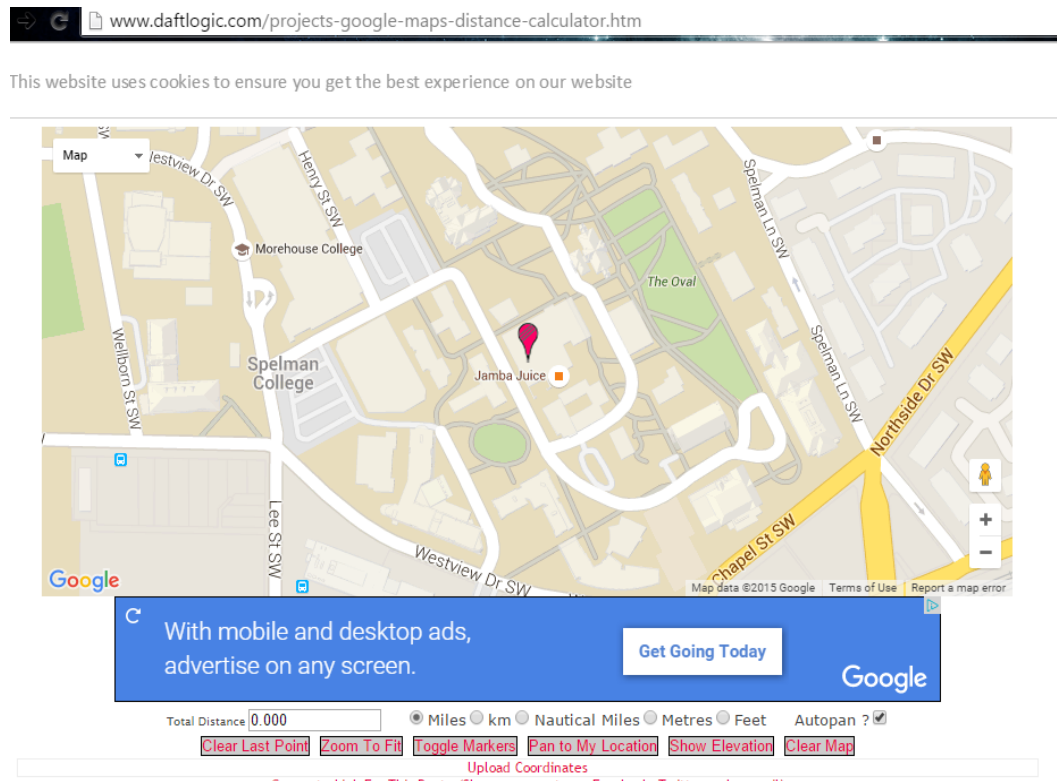 www.daftlogic.com/projects-google-maps-distance-calculator.htm
This website uses cookies to ensure you get the best experience on our website
Map
Westview Dr SW
Henry St SW
Spelman Ln SW
Morehouse College
The Oval
Wellborn St SW
Spelman
College
Jamba Juice
Spelman Ln SW
Northside Dr SW
Lee St SW
Westview Dr SW
Chapel St SW
+
−
Google
Map data ©2015 Google
Terms of Use
Report a map error
With mobile and desktop ads,
advertise on any screen.
Get Going Today
Google
Total Distance 0.000 Miles km Nautical Miles Metres Feet Autopan ?
Clear Last Point Zoom To Fit Toggle Markers Pan to My Location Show Elevation Clear Map
Upload Coordinates